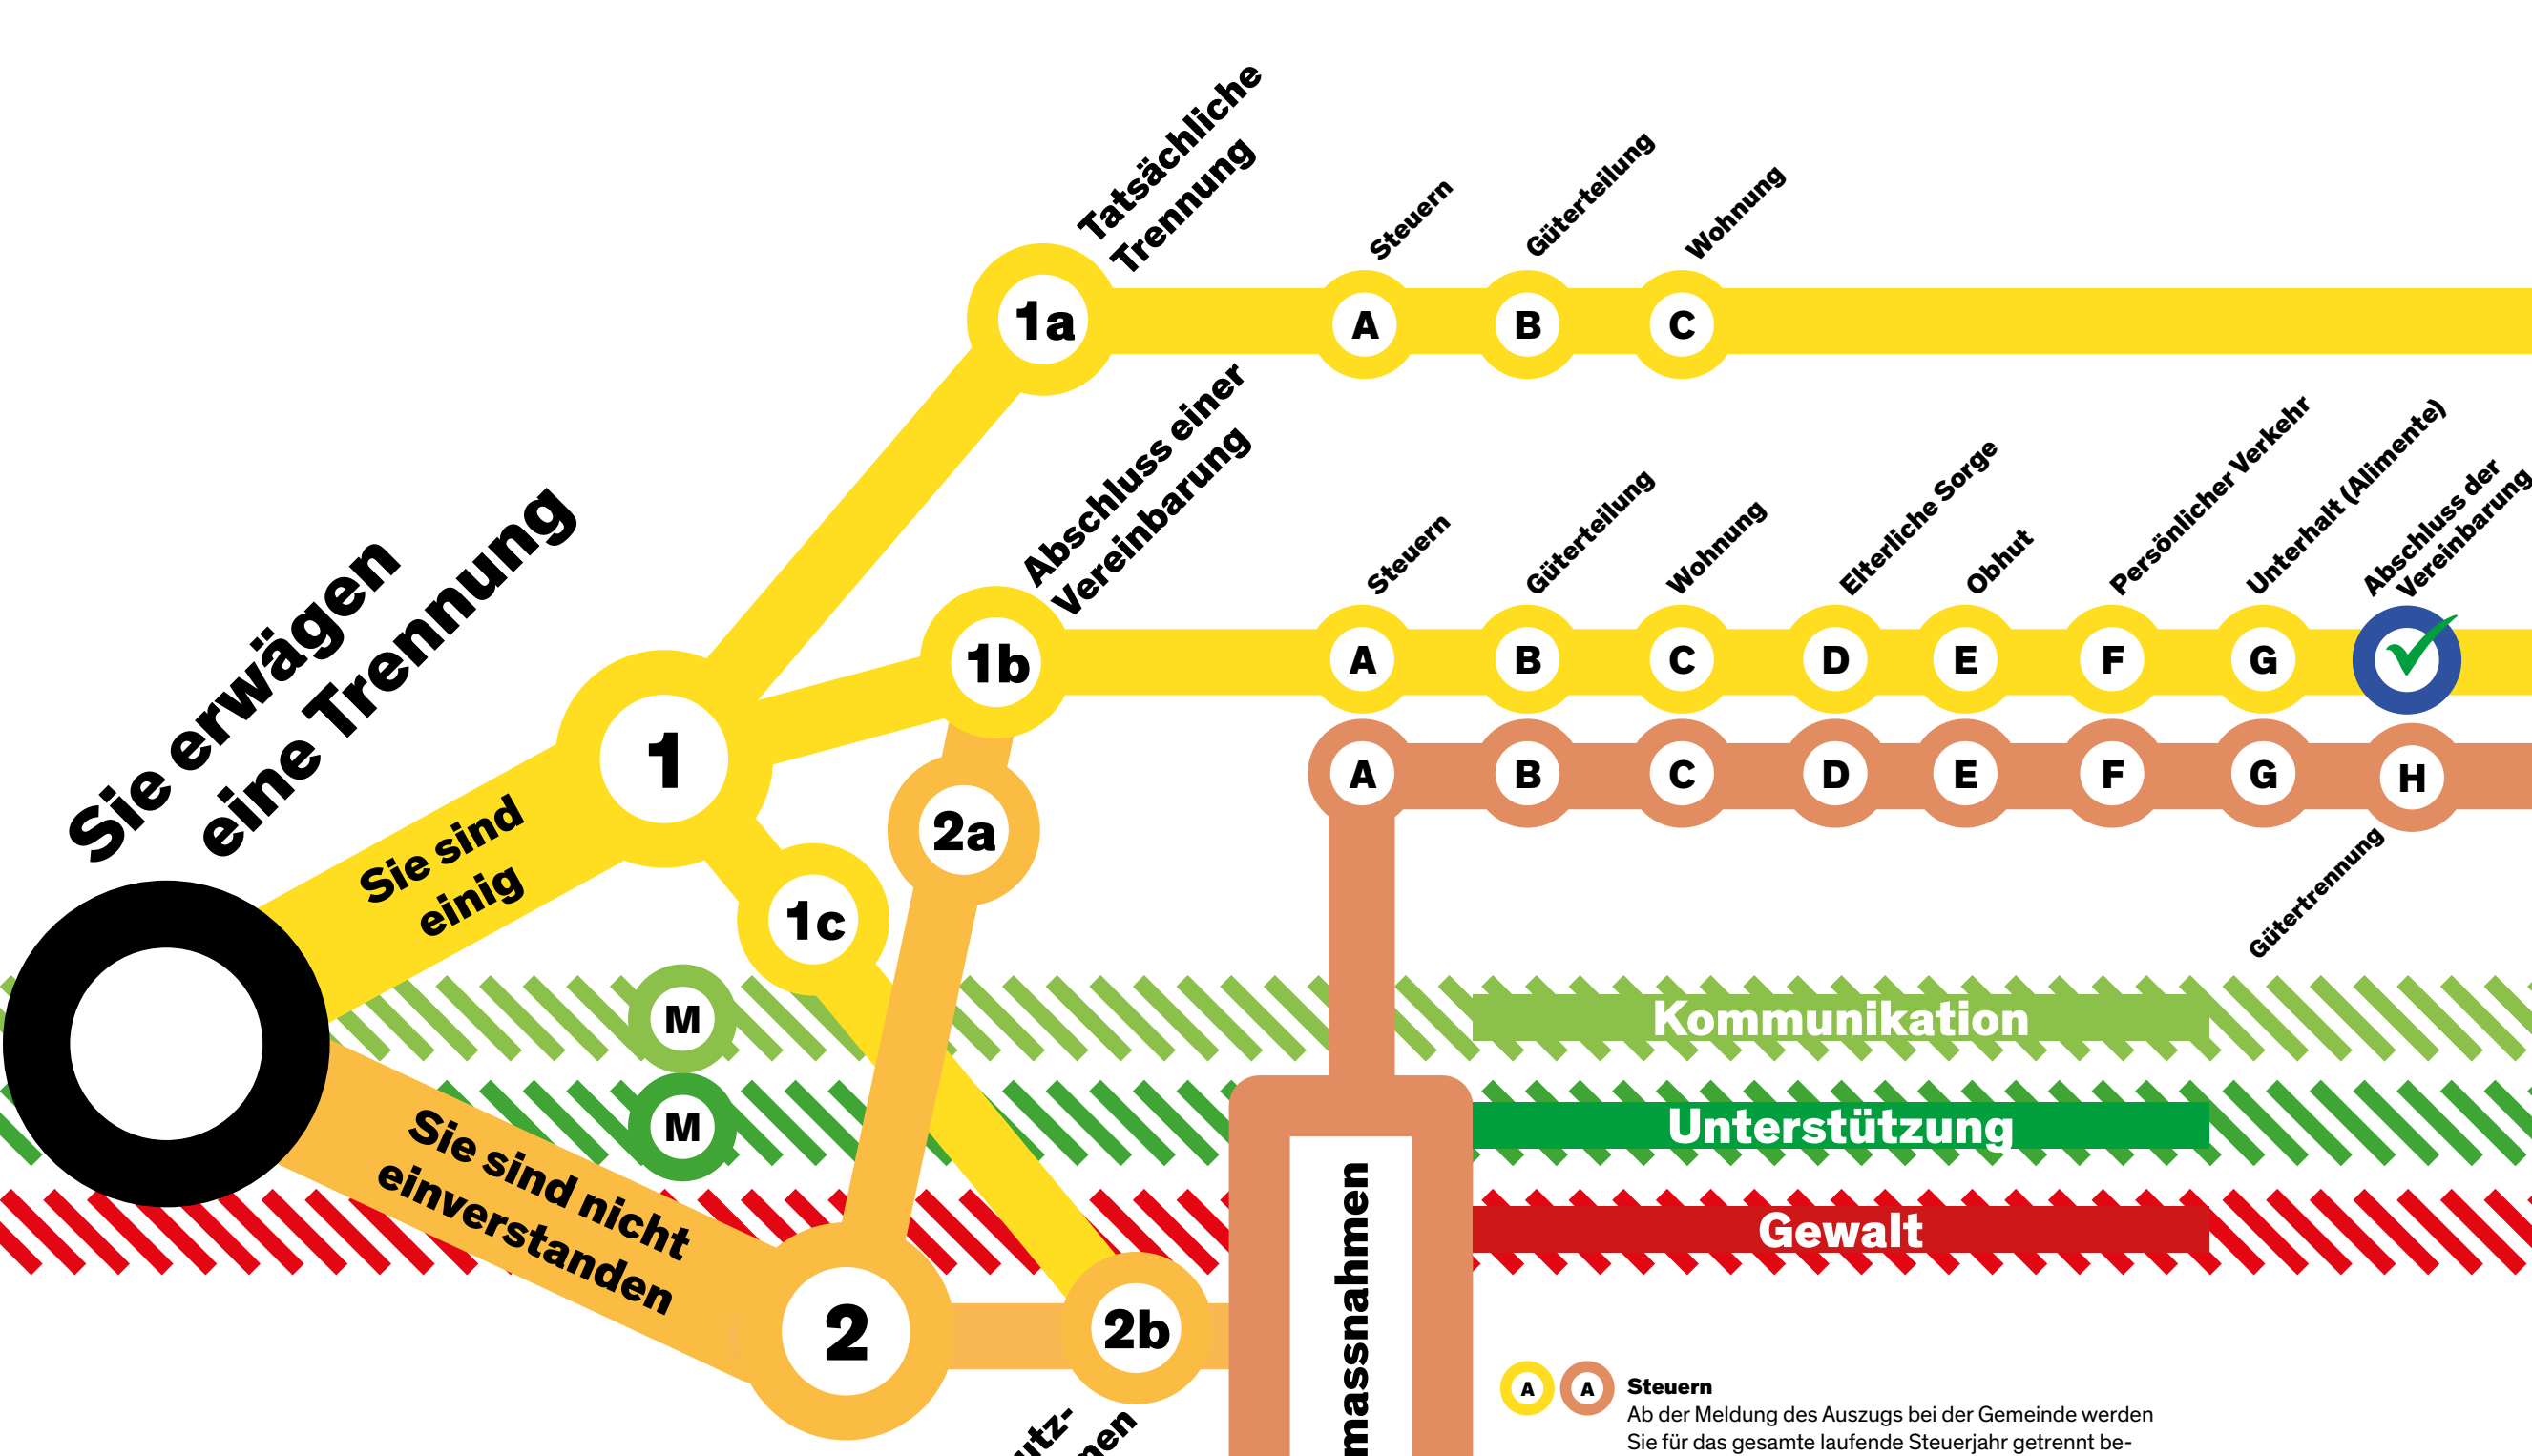 Tatsächliche
Trennung
Steuern
Güterteilung
Wohnung
1a
A
B
C
Abschluss einer
Vereinbarung
Steuern
Güterteilung
Wohnung
Elterliche Sorge
Obhut
Persönlicher Verkehr
Unterhalt (Alimente)
Abschluss der
Vereinbarung
Sie erwägen
eine Trennung
1b
A
B
C
D
E
F
G
1
A
B
C
D
E
F
G
H
2a
Sie sind
einig
1c
Gütertrennung
M
Kommunikation
M
Unterstützung
Sie sind nicht
einverstanden
Gewalt
2
2b
massnahmen
utz-
men
A
A
Steuern
Ab der Meldung des Auszugs bei der Gemeinde werden
Sie für das gesamte laufende Steuerjahr getrennt be-